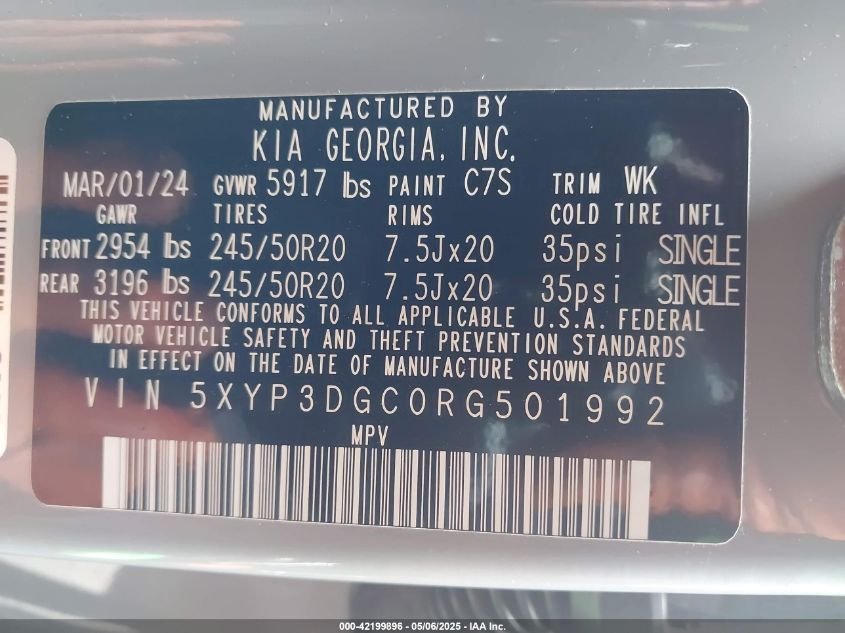 MANUFACTURED BY
KIA GEORGIA, INC.
MAR/01/24 GVWR 5917 lbs PAINT C7S TRIM WK
GAWR TIRES RIMS COLD TIRE INFL
FRONT 2954 lbs 245/50R20 7.5Jx20 35psi SINGLE
REAR 3196 lbs 245/50R20 7.5Jx20 35psi SINGLE
THIS VEHICLE CONFORMS TO ALL APPLICABLE U.S.A. FEDERAL
MOTOR VEHICLE SAFETY AND THEFT PREVENTION STANDARDS
IN EFFECT ON THE DATE OF MANUFACTURE SHOWN ABOVE
VIN 5XYP3DGC0RG501992
MPV
000-42199896 - 05/06/2025 - IAA Inc.